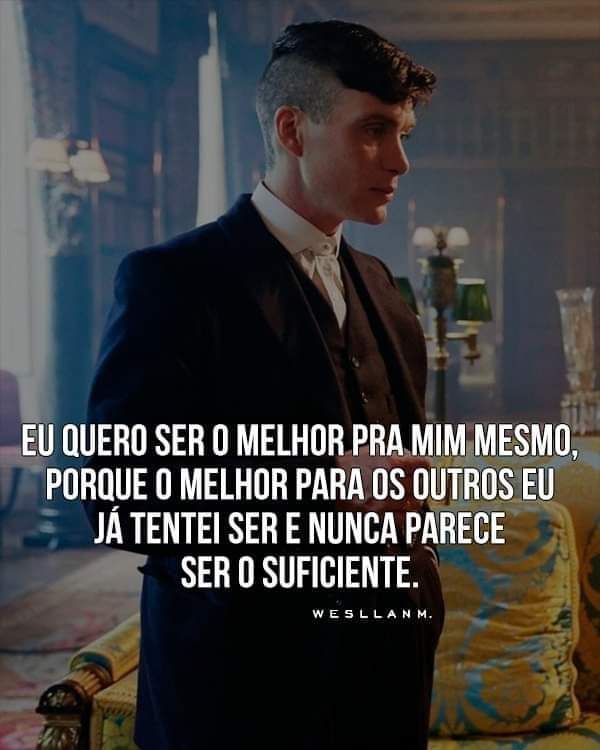 EU QUERO SER O MELHOR PRA MIM MESMO,
PORQUE O MELHOR PARA OS OUTROS EU
JÁ TENTEI SER E NUNCA PARECE
SER O SUFICIENTE.
WESLLANM.